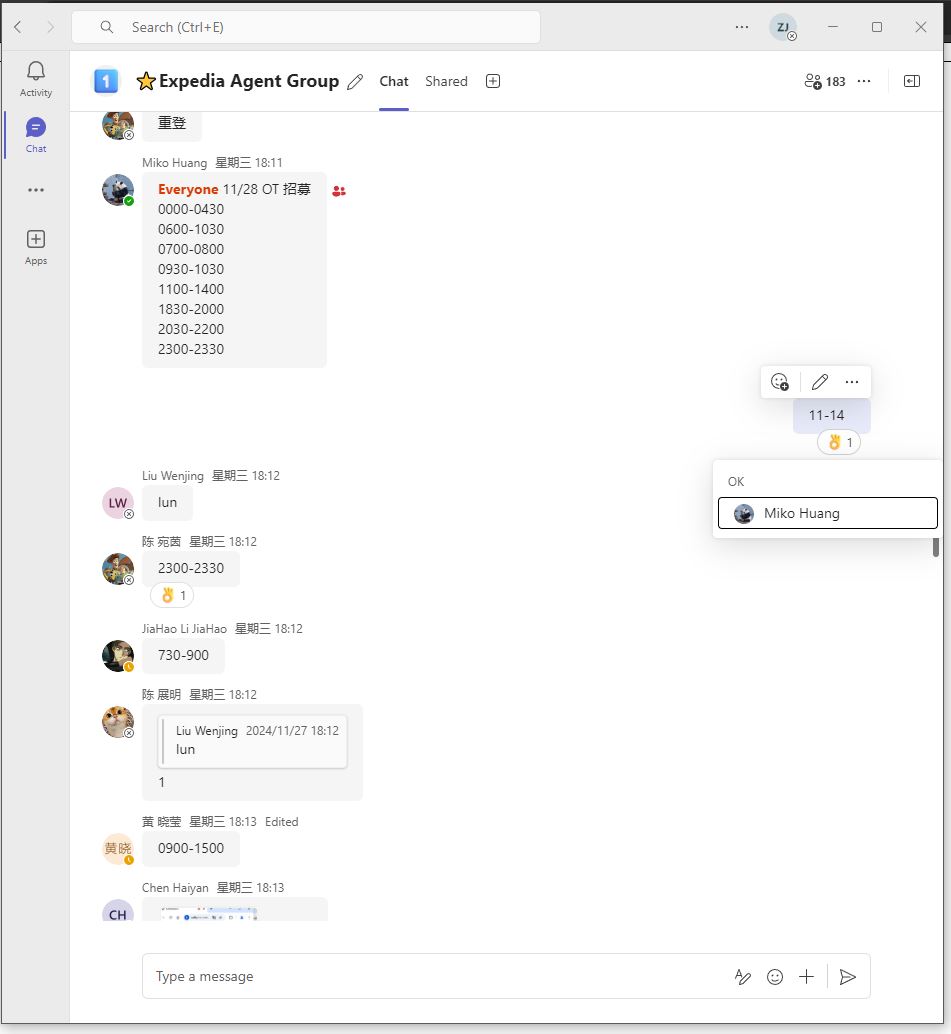 Search (Ctrl+E)
ZJ
Activity
Chat
Apps
1
Expedia Agent Group
Chat
Shared
183
重登
Miko Huang 星期三 18:11
Everyone 11/28 OT 招募
0000-0430
0600-1030
0700-0800
0930-1030
1100-1400
1830-2000
2030-2200
2300-2330
11-14
1
OK
Miko Huang
Liu Wenjing 星期三 18:12
LW
lun
陈 宛茵 星期三 18:12
2300-2330
1
JiaHao Li JiaHao 星期三 18:12
730-900
陈 展明 星期三 18:12
Liu Wenjing 2024/11/27 18:12
lun
1
黄 晓莹 星期三 18:13 Edited
黄晓
0900-1500
Chen Haiyan 星期三 18:13
CH
Type a message